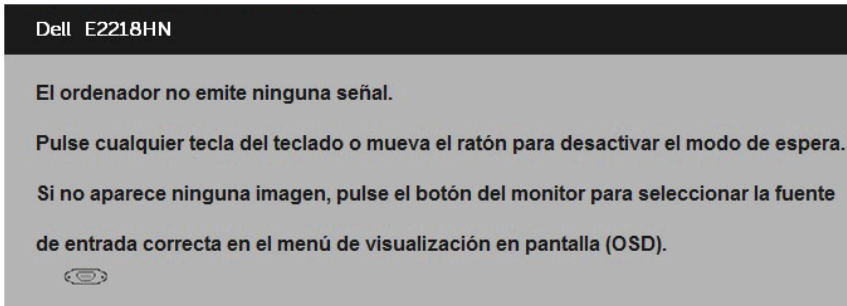 Dell E2218HN
El ordenador no emite ninguna señal.
Pulse cualquier tecla del teclado o mueva el ratón para desactivar el modo de espera.
Si no aparece ninguna imagen, pulse el botón del monitor para seleccionar la fuente
de entrada correcta en el menú de visualización en pantalla (OSD).